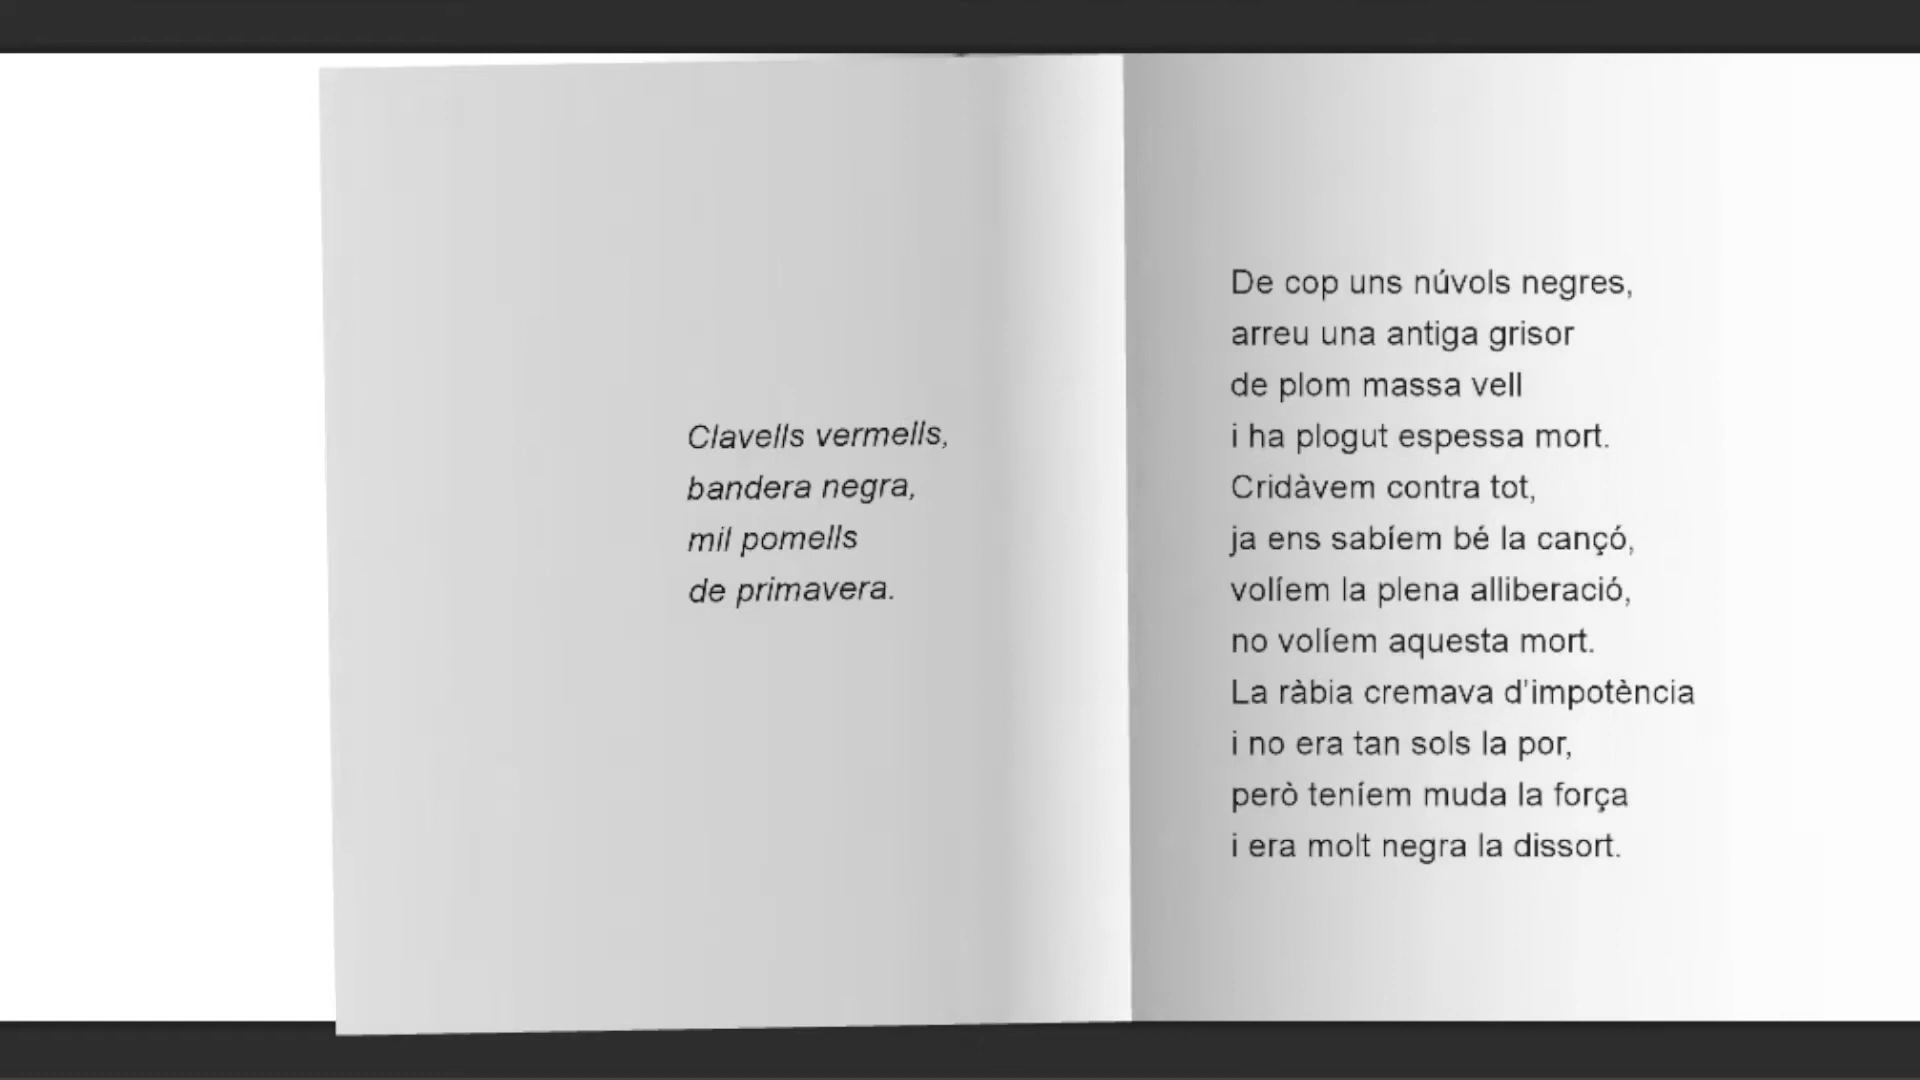 Clavells vermells,
bandera negra,
mil pomells
de primavera.
De cop uns núvols negres,
arreu una antiga grisor
de plom massa vell
i ha plogut espessa mort.
Cridàvem contra tot,
ja ens sabíem bé la cançó,
volíem la plena alliberació,
no volíem aquesta mort.
La ràbia cremava d'impotència
i no era tan sols la por,
però teníem muda la força
i era molt negra la dissort.